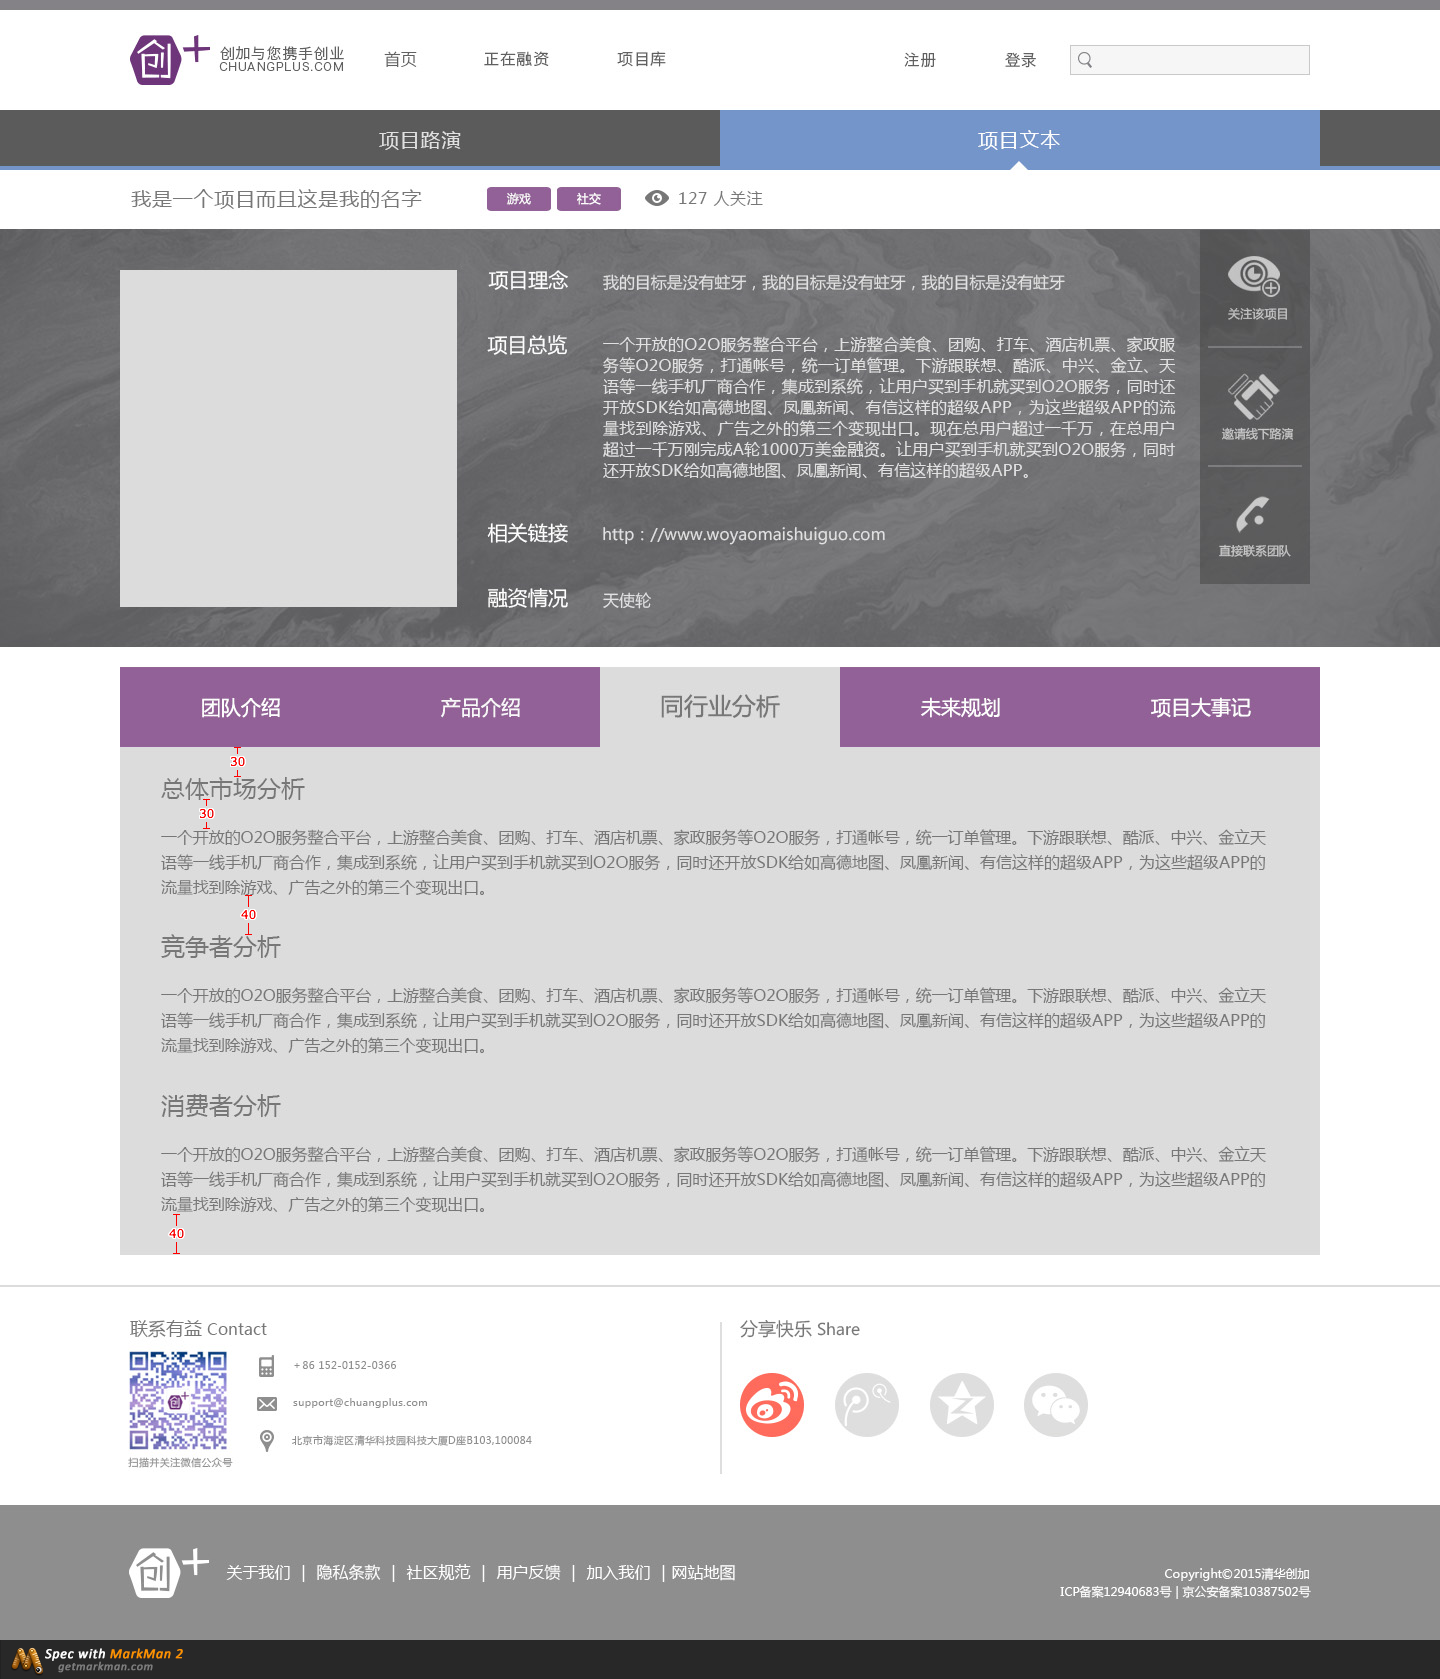 创加与您携手创业
CHUANGPLUS.COM
首页
正在融资
项目库
注册
登录
项目路演
项目文本
我是一个项目而且这是我的名字
游戏
社交
127 人关注
项目理念
我的目标是没有蛀牙，我的目标是没有蛀牙，我的目标是没有蛀牙
项目总览
一个开放的O2O服务整合平台，上游整合美食、团购、打车、酒店机票、家政服
务等O2O服务，打通帐号，统一订单管理。下游跟联想、酷派、中兴、金立、天
语等一线手机厂商合作，集成到系统，让用户买到手机就买到O2O服务，同时还
开放SDK给如高德地图、凤凰新闻、有信这样的超级APP，为这些超级APP的流
量找到除游戏、广告之外的第三个变现出口。现在总用户超过一千万，在总用户
超过一千万刚完成A轮1000万美金融资。让用户买到手机就买到O2O服务，同时
还开放SDK给如高德地图、凤凰新闻、有信这样的超级APP。
相关链接
http：//www.woyaomaishuiguo.com
融资情况
天使轮
关注该项目
邀请线下路演
直接联系团队
团队介绍
产品介绍
同行业分析
未来规划
项目大事记
30
总体市场分析
30
一个开放的O2O服务整合平台，上游整合美食、团购、打车、酒店机票、家政服务等O2O服务，打通帐号，统一订单管理。下游跟联想、酷派、中兴、金立天
语等一线手机厂商合作，集成到系统，让用户买到手机就买到O2O服务，同时还开放SDK给如高德地图、凤凰新闻、有信这样的超级APP，为这些超级APP的
流量找到除游戏、广告之外的第三个变现出口。
40
竞争者分析
一个开放的O2O服务整合平台，上游整合美食、团购、打车、酒店机票、家政服务等O2O服务，打通帐号，统一订单管理。下游跟联想、酷派、中兴、金立天
语等一线手机厂商合作，集成到系统，让用户买到手机就买到O2O服务，同时还开放SDK给如高德地图、凤凰新闻、有信这样的超级APP，为这些超级APP的
流量找到除游戏、广告之外的第三个变现出口。
消费者分析
一个开放的O2O服务整合平台，上游整合美食、团购、打车、酒店机票、家政服务等O2O服务，打通帐号，统一订单管理。下游跟联想、酷派、中兴、金立天
语等一线手机厂商合作，集成到系统，让用户买到手机就买到O2O服务，同时还开放SDK给如高德地图、凤凰新闻、有信这样的超级APP，为这些超级APP的
流量找到除游戏、广告之外的第三个变现出口。
40
联系有益 Contact
+86 152-0152-0366
support@chuangplus.com
北京市海淀区清华科技园科技大厦D座B103,100084
扫描并关注微信公众号
分享快乐 Share
创
关于我们 | 隐私条款 | 社区规范 | 用户反馈 | 加入我们 | 网站地图
Copyright©2015清华创加
ICP备案12940683号 | 京公安备案10387502号
Spec with MarkMan 2
getmarkman.com